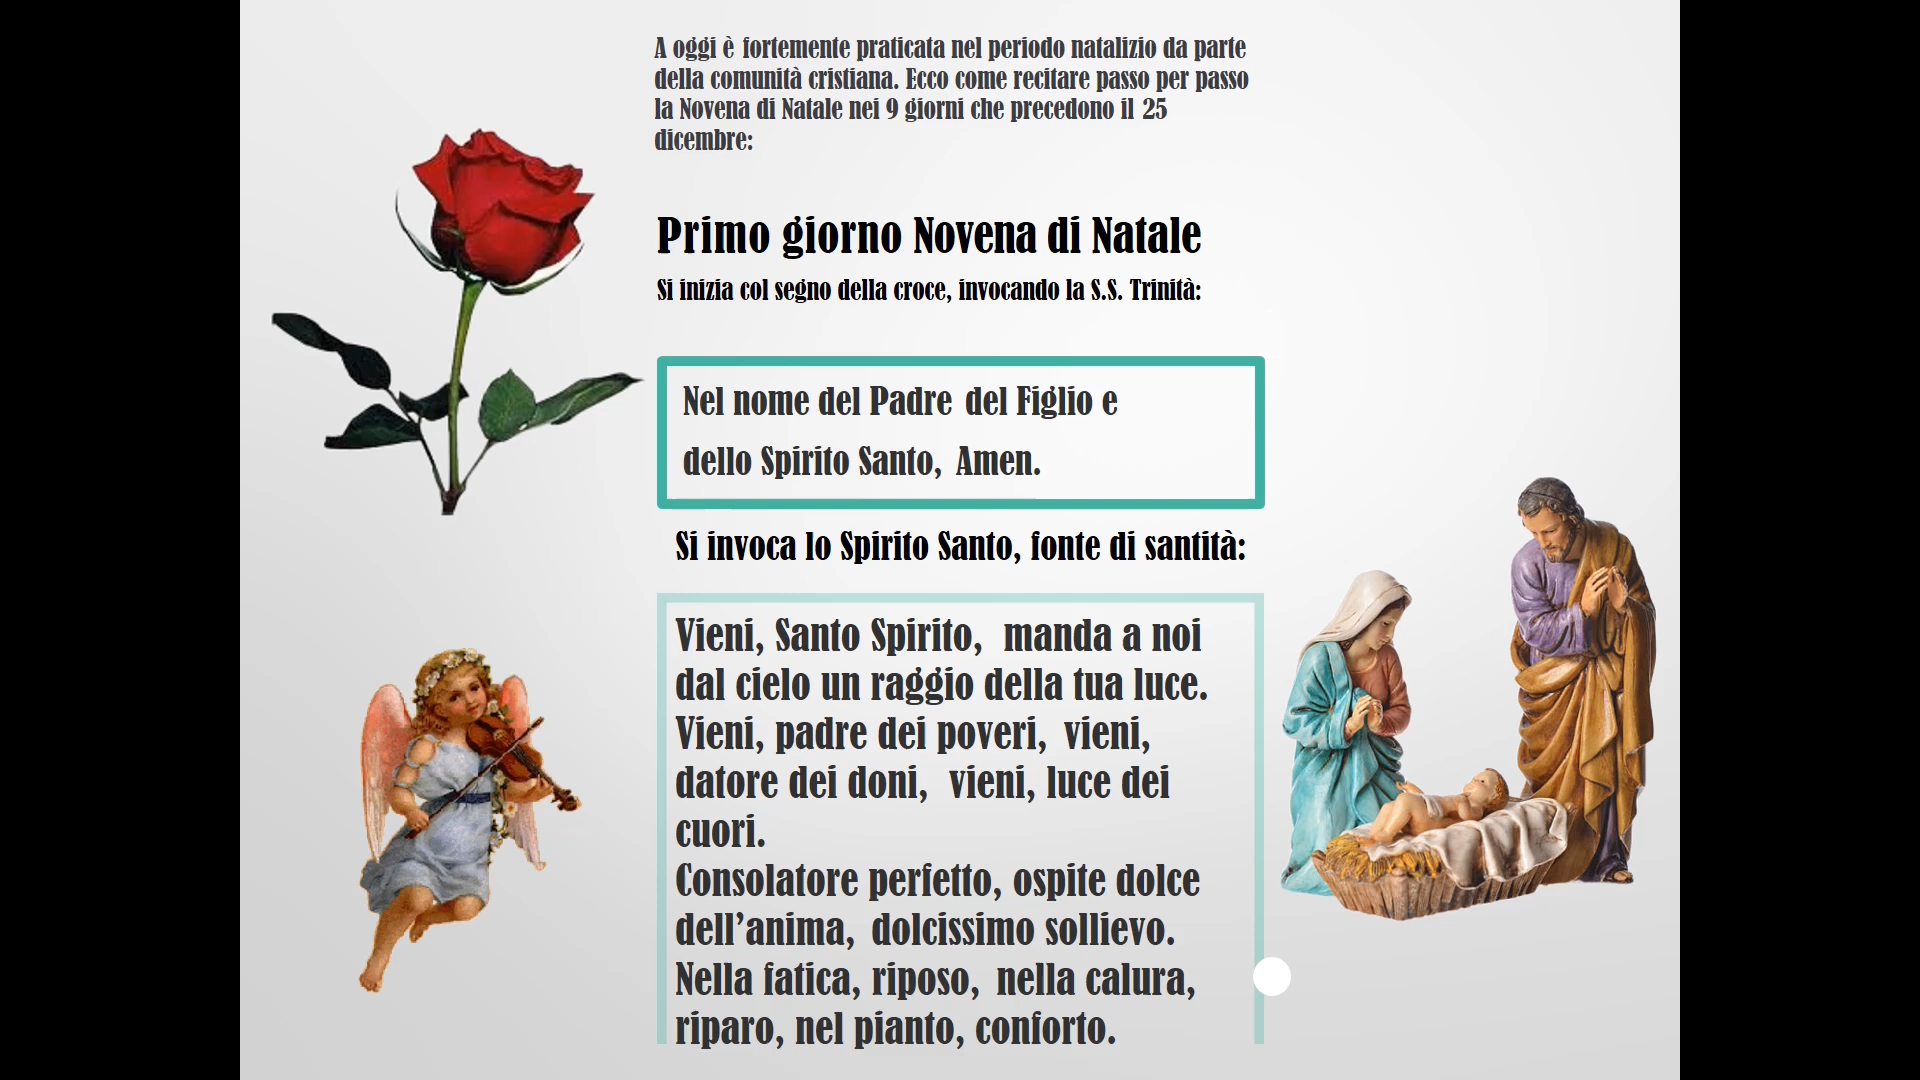 A oggi è fortemente praticata nel periodo natalizio da parte
della comunità cristiana. Ecco come recitare passo per passo
la Novena di Natale nei 9 giorni che precedono il 25
dicembre:
Primo giorno Novena di Natale
Si inizia col segno della croce, invocando la S.S. Trinità:
Nel nome del Padre del Figlio e
dello Spirito Santo, Amen.
Si invoca lo Spirito Santo, fonte di santità:
Vieni, Santo Spirito, manda a noi
dal cielo un raggio della tua luce.
Vieni, padre dei poveri, vieni,
datore dei doni, vieni, luce dei
cuori.
Consolatore perfetto, ospite dolce
dell’anima, dolcissimo sollievo.
Nella fatica, riposo, nella calura,
riparo, nel pianto, conforto.